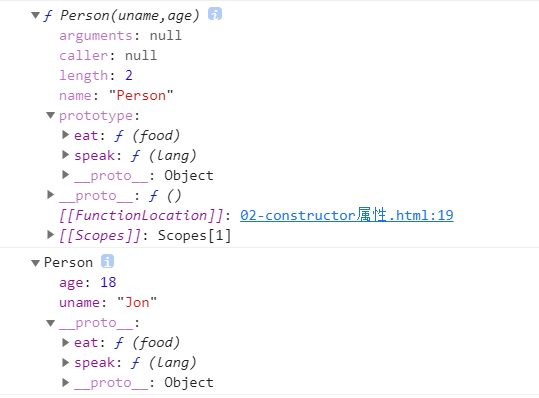 ƒ Person(uname,age) i
arguments: null
caller: null
length: 2
name: "Person"
prototype:
eat: ƒ (food)
speak: ƒ (lang)
__proto__: Object
__proto__: ƒ ()
[[FunctionLocation]]: 02-constructor属性.html:19
[[Scopes]]: Scopes[1]
Person i
age: 18
uname: "Jon"
__proto__:
eat: ƒ (food)
speak: ƒ (lang)
__proto__: Object